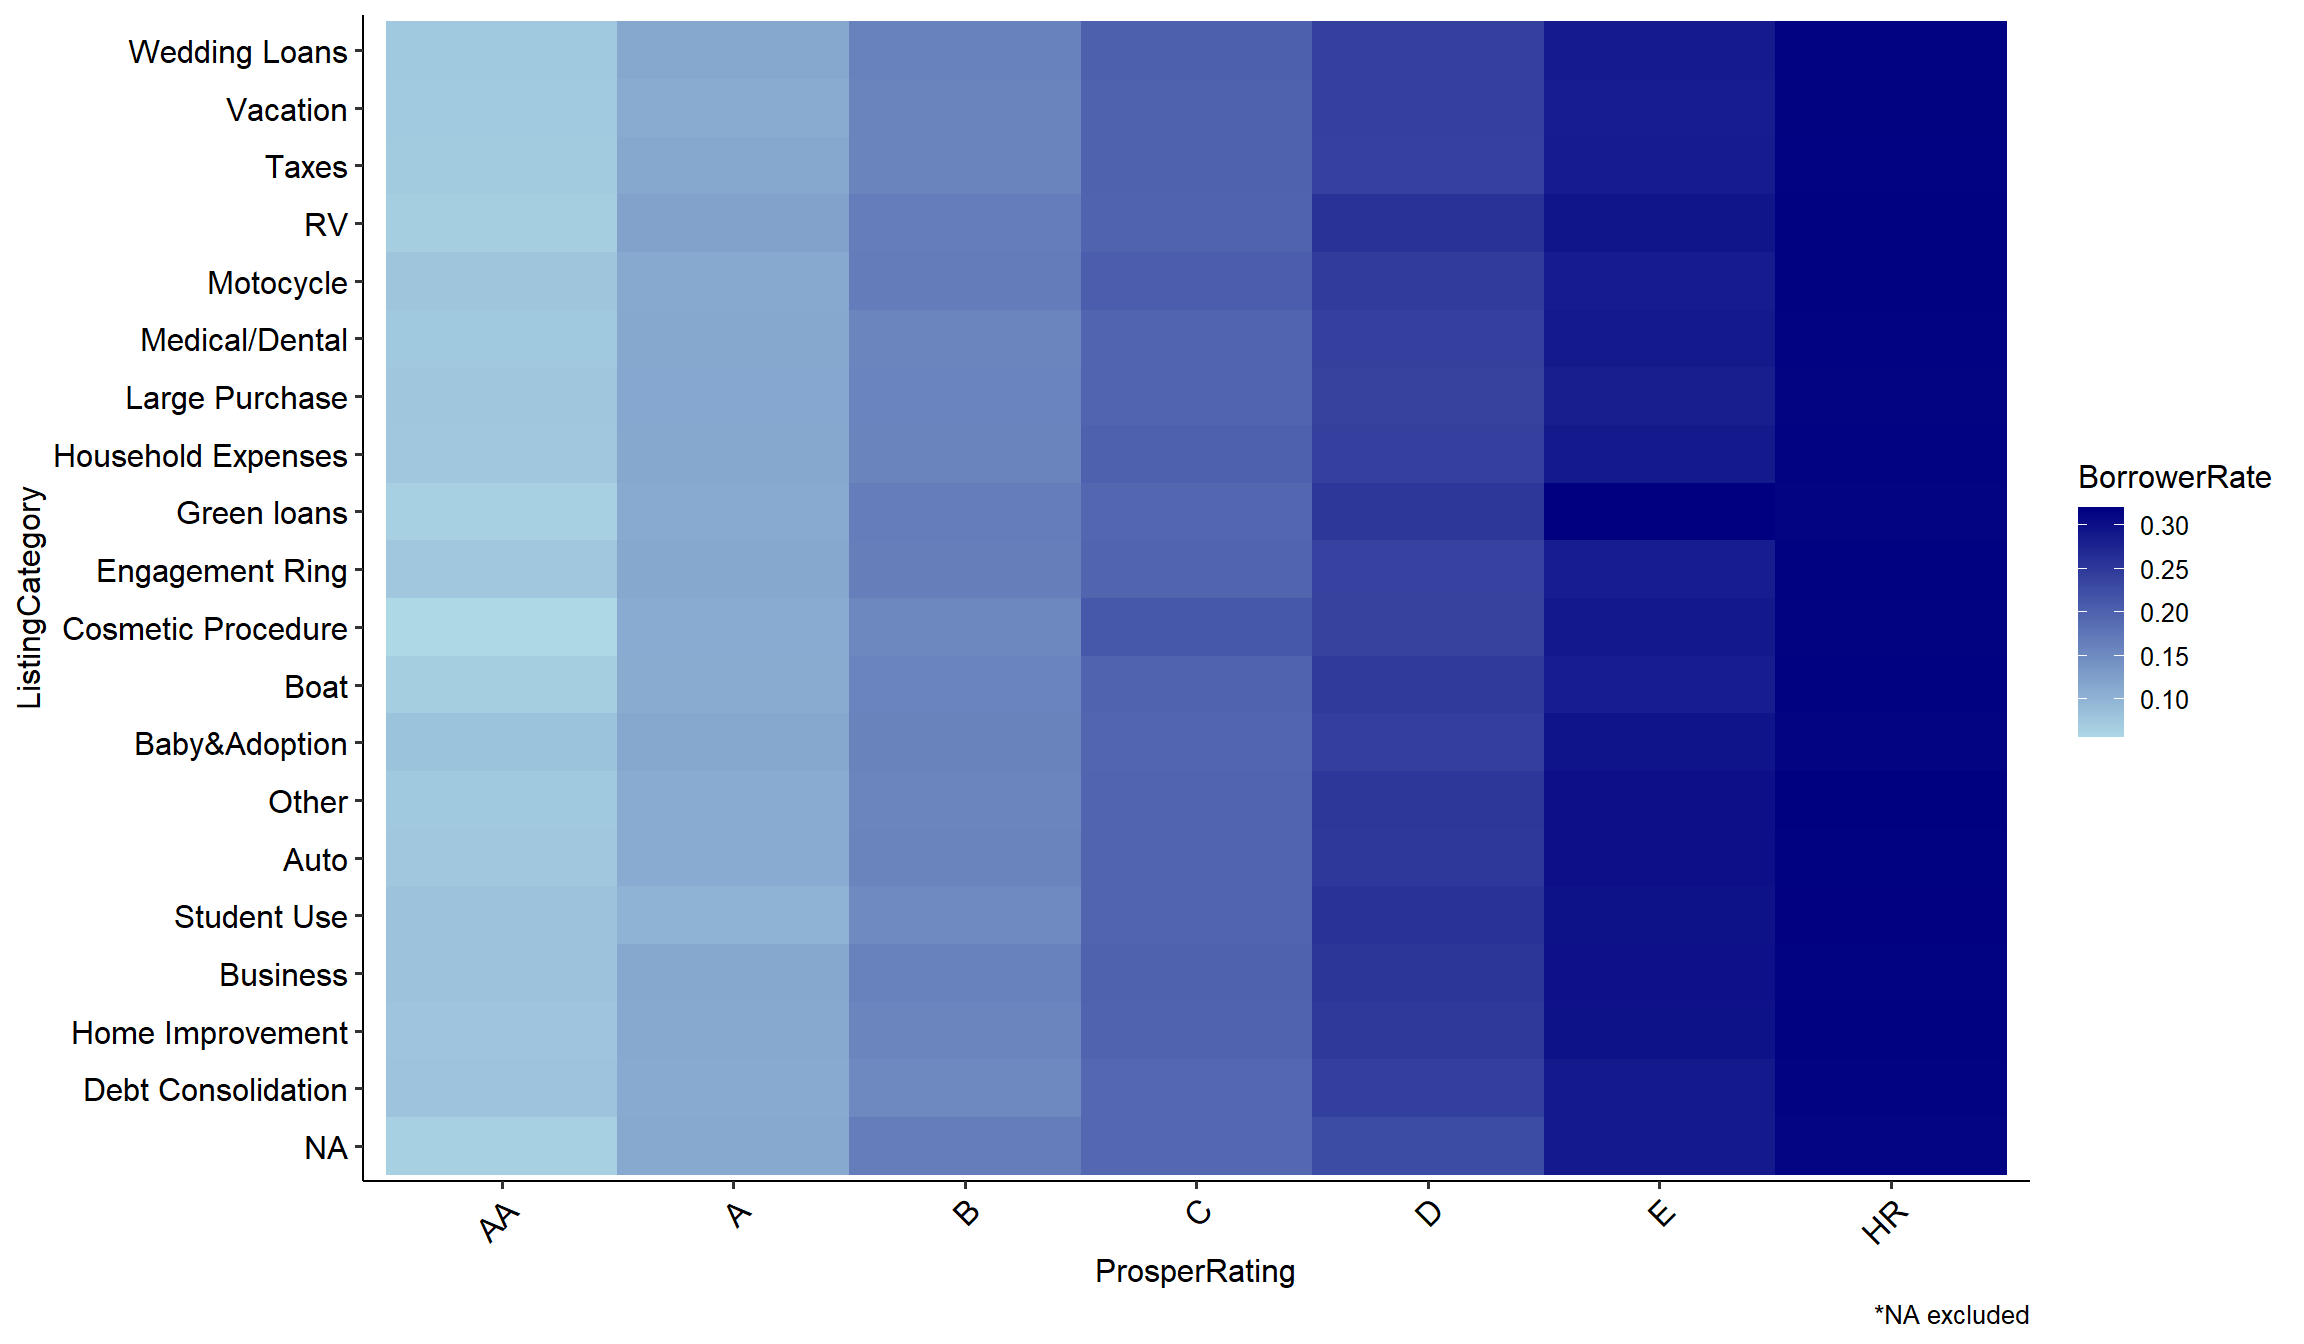 Wedding Loans
Vacation
Taxes
RV
Motocycle
Medical/Dental
Large Purchase
Household Expenses
Green loans
Engagement Ring
Cosmetic Procedure
Boat
Baby&Adoption
Other
Auto
Student Use
Business
Home Improvement
Debt Consolidation
NA
ListingCategory
AA
A
B
C
D
E
HR
ProsperRating
BorrowerRate
0.30
0.25
0.20
0.15
0.10
*NA excluded